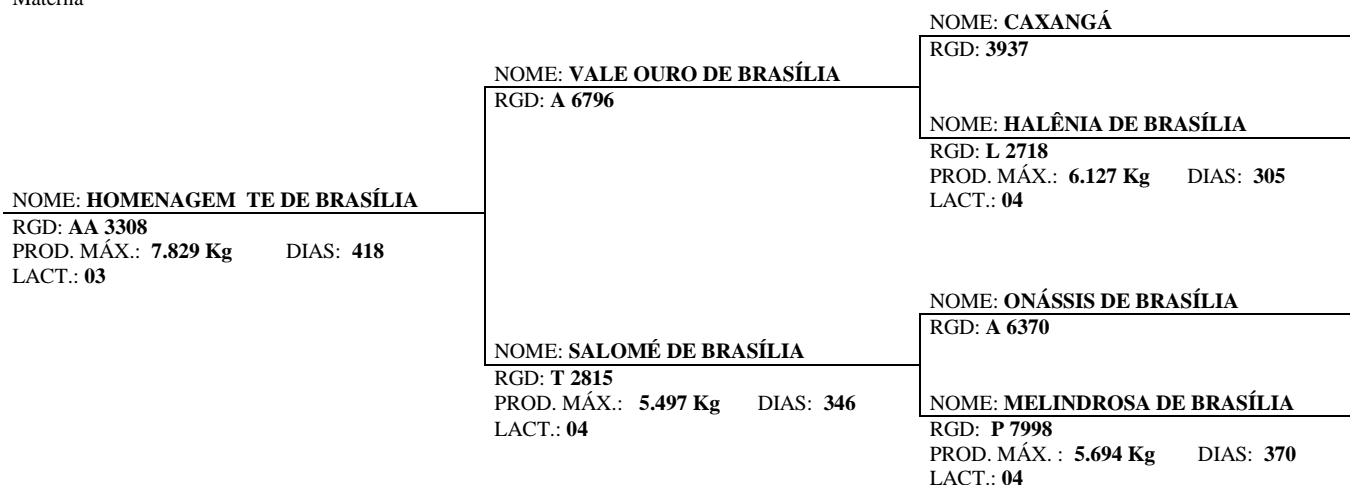 Materna
NOME: CAXANGÁ
RGD: 3937
NOME: VALE OURO DE BRASÍLIA
RGD: A 6796
NOME: HALÊNIA DE BRASÍLIA
RGD: L 2718
PROD. MÁX.: 6.127 Kg DIAS: 305
LACT.: 04
NOME: HOMENAGEM TE DE BRASÍLIA
RGD: AA 3308
PROD. MÁX.: 7.829 Kg DIAS: 418
LACT.: 03
NOME: ONÁSSIS DE BRASÍLIA
RGD: A 6370
NOME: SALOMÉ DE BRASÍLIA
RGD: T 2815
PROD. MÁX.: 5.497 Kg DIAS: 346
LACT.: 04
NOME: MELINDROSA DE BRASÍLIA
RGD: P 7998
PROD. MÁX. : 5.694 Kg DIAS: 370
LACT.: 04